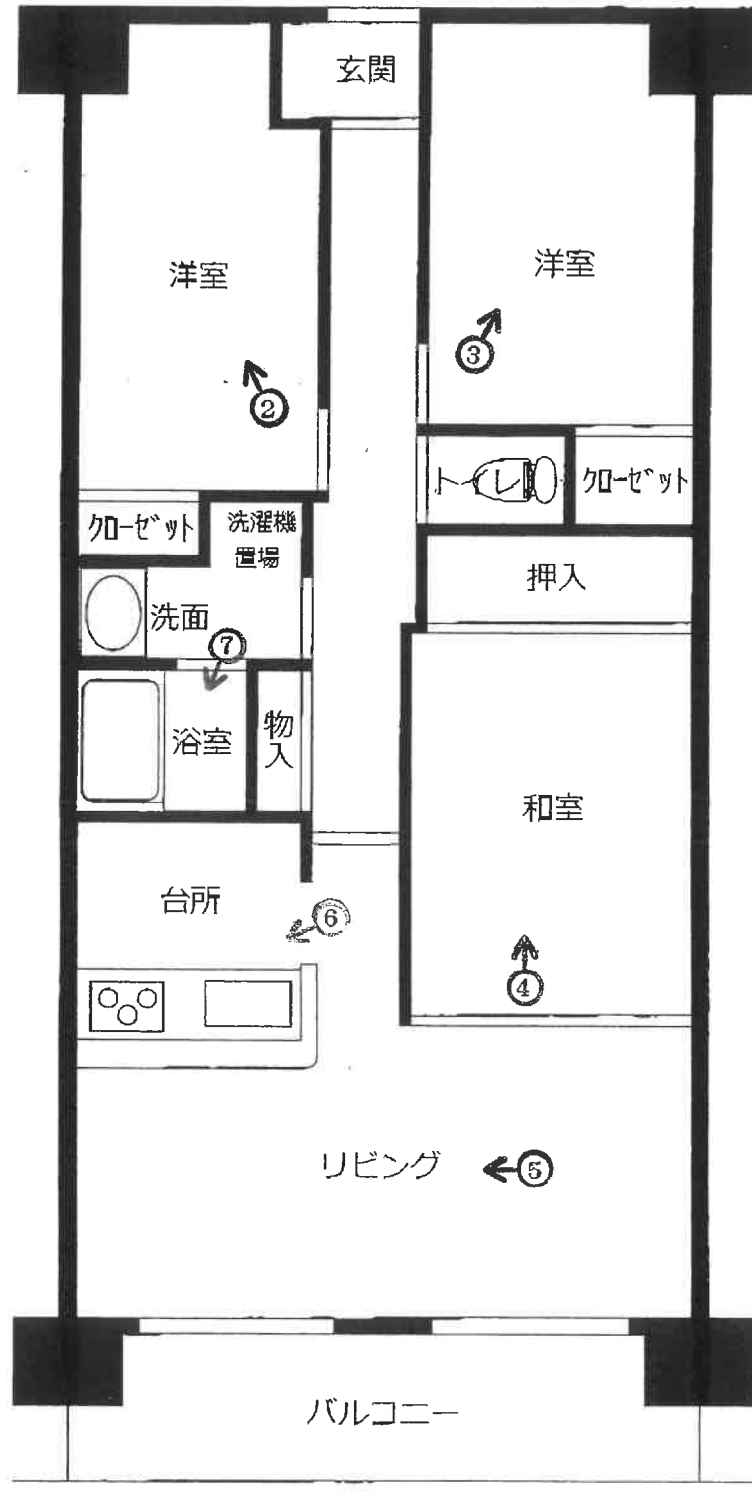 玄関
洋室
洋室
③
②
トイレ
クローゼット
クローゼット
洗濯機
置場
押入
洗面
⑦
浴室
物入
和室
台所
⑥
④
リビング
⑤
バルコニー